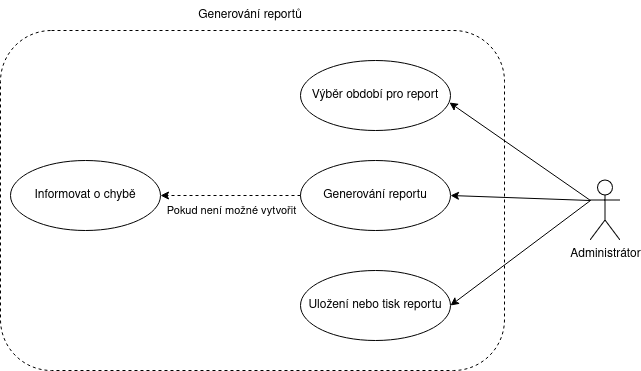 Generování reportů
Výběr období pro report
Informovat o chybě
Generování reportu
Pokud není možné vytvořit
Administrátor
Uložení nebo tisk reportu